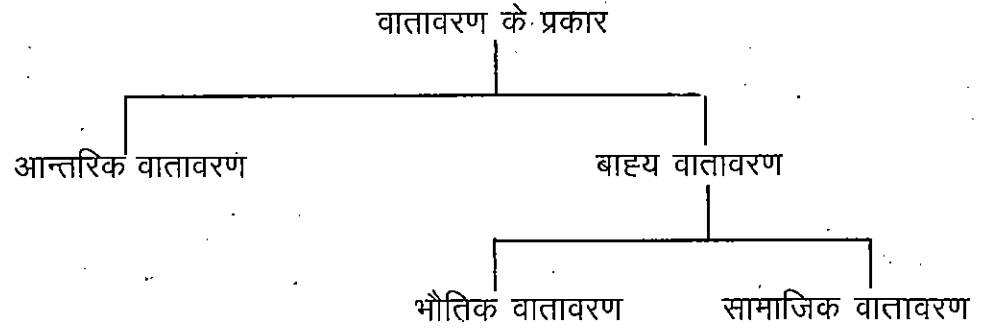 वातावरण के प्रकार
आन्तरिक वातावरण बाह्य वातावरण
भौतिक वातावरण सामाजिक वातावरण